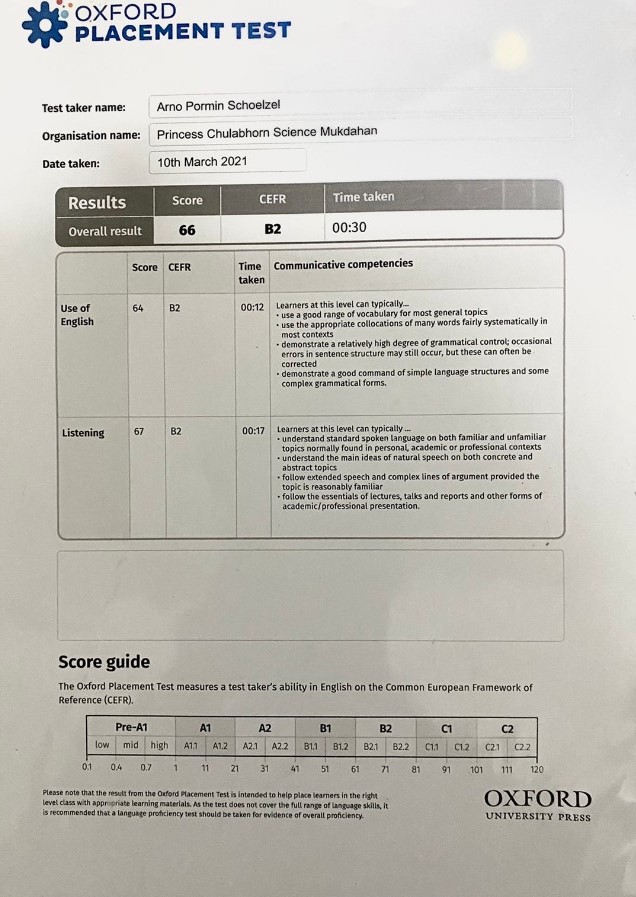 OXFORD
PLACEMENT TEST
Test taker name: Arno Pormin Schoelzel
Organisation name: Princess Chulabhorn Science Mukdahan
Date taken: 10th March 2021
Results Score CEFR Time taken
Overall result 66 B2 00:30
Score CEFR Time taken Communicative competencies
Use of English 64 B2 00:12 Learners at this level can typically...
• use a good range of vocabulary for most general topics
• use the appropriate collocations of many words fairly systematically in
most contexts
• demonstrate a relatively high degree of grammatical control; occasional
errors in sentence structure may still occur, but these can often be
corrected
• demonstrate a good command of simple language structures and some
complex grammatical forms.
Listening 67 B2 00:17 Learners at this level can typically ...
• understand standard spoken language on both familiar and unfamiliar
topics normally found in personal, academic or professional contexts
• understand the main ideas of natural speech on both concrete and
abstract topics
• follow extended speech and complex lines of argument provided the
topic is reasonably familiar
• follow the essentials of lectures, talks and reports and other forms of
academic/professional presentation.
Score guide
The Oxford Placement Test measures a test taker's ability in English on the Common European Framework of
Reference (CEFR).
Pre-A1 A1 A2 B1 B2 C1 C2
low mid high A1.1 A1.2 A2.1 A2.2 B1.1 B1.2 B2.1 B2.2 C1.1 C1.2 C2.1 C2.2
0.1 0.4 0.7 1 11 21 31 41 51 61 71 81 91 101 111 120
Please note that the result from the Oxford Placement Test is intended to help place learners in the right
level class with appropriate learning materials. As the test does not cover the full range of language skills, it
is recommended that a language proficiency test should be taken for evidence of overall proficiency.
OXFORD
UNIVERSITY PRESS